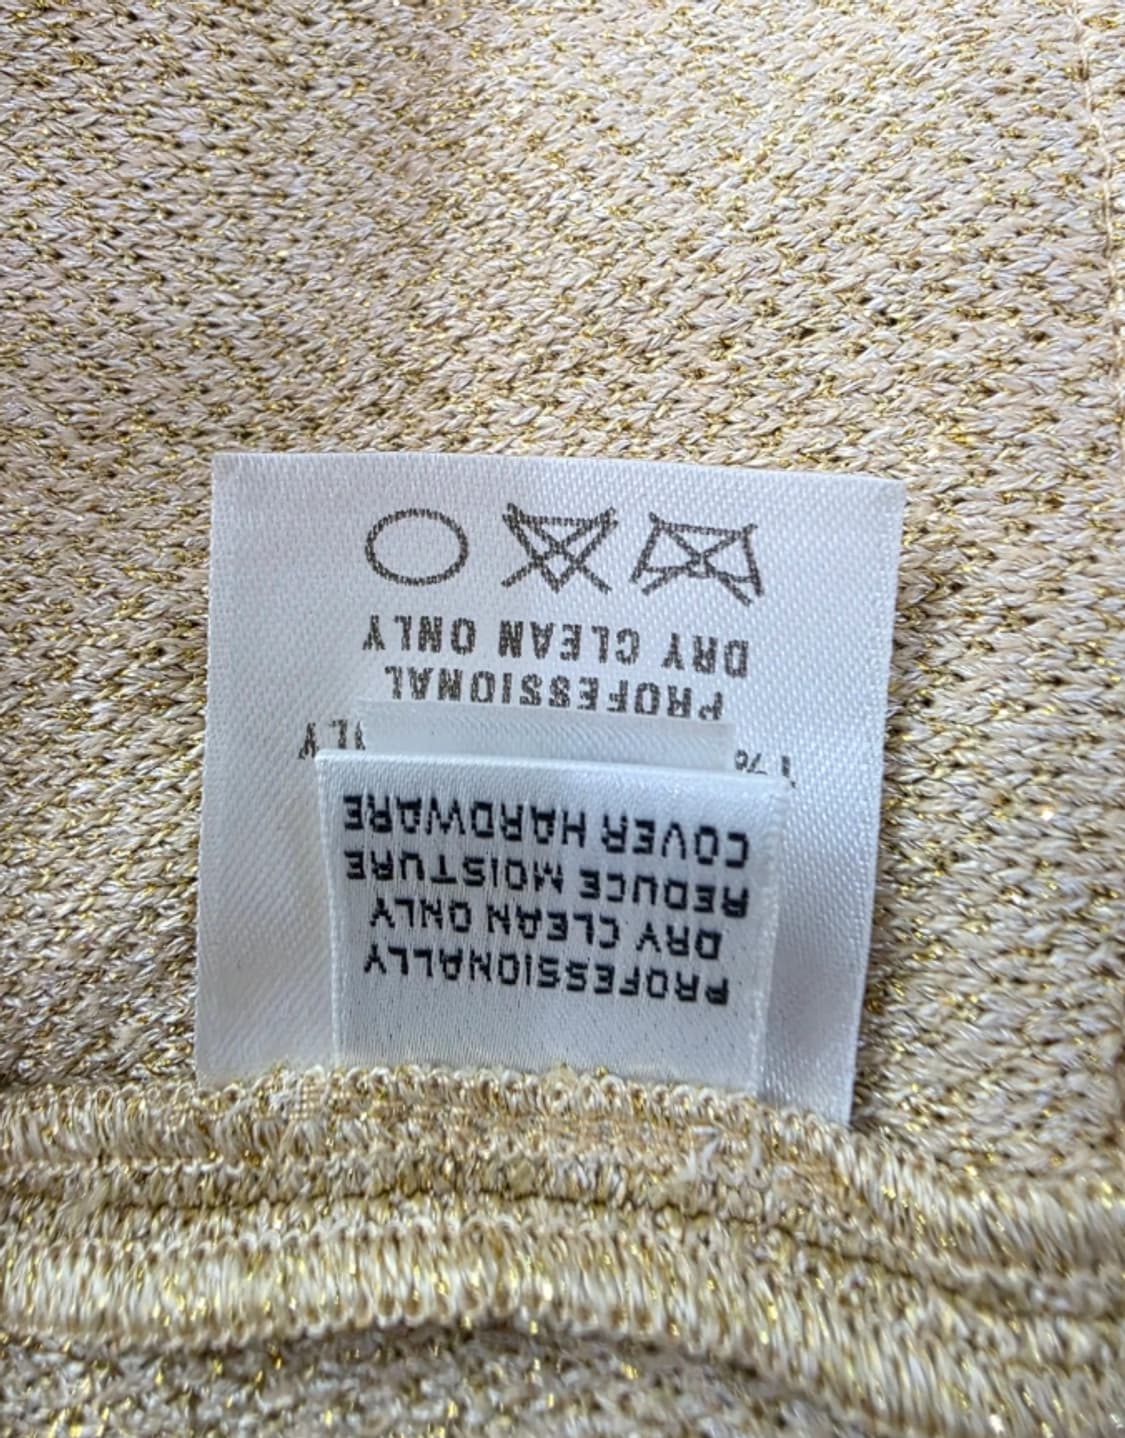 PROFESSIONALLY
DRY CLEAN ONLY
REDUCE MOISTURE
COVER HARDWARE
PROFESSIONAL
DRY CLEAN ONLY